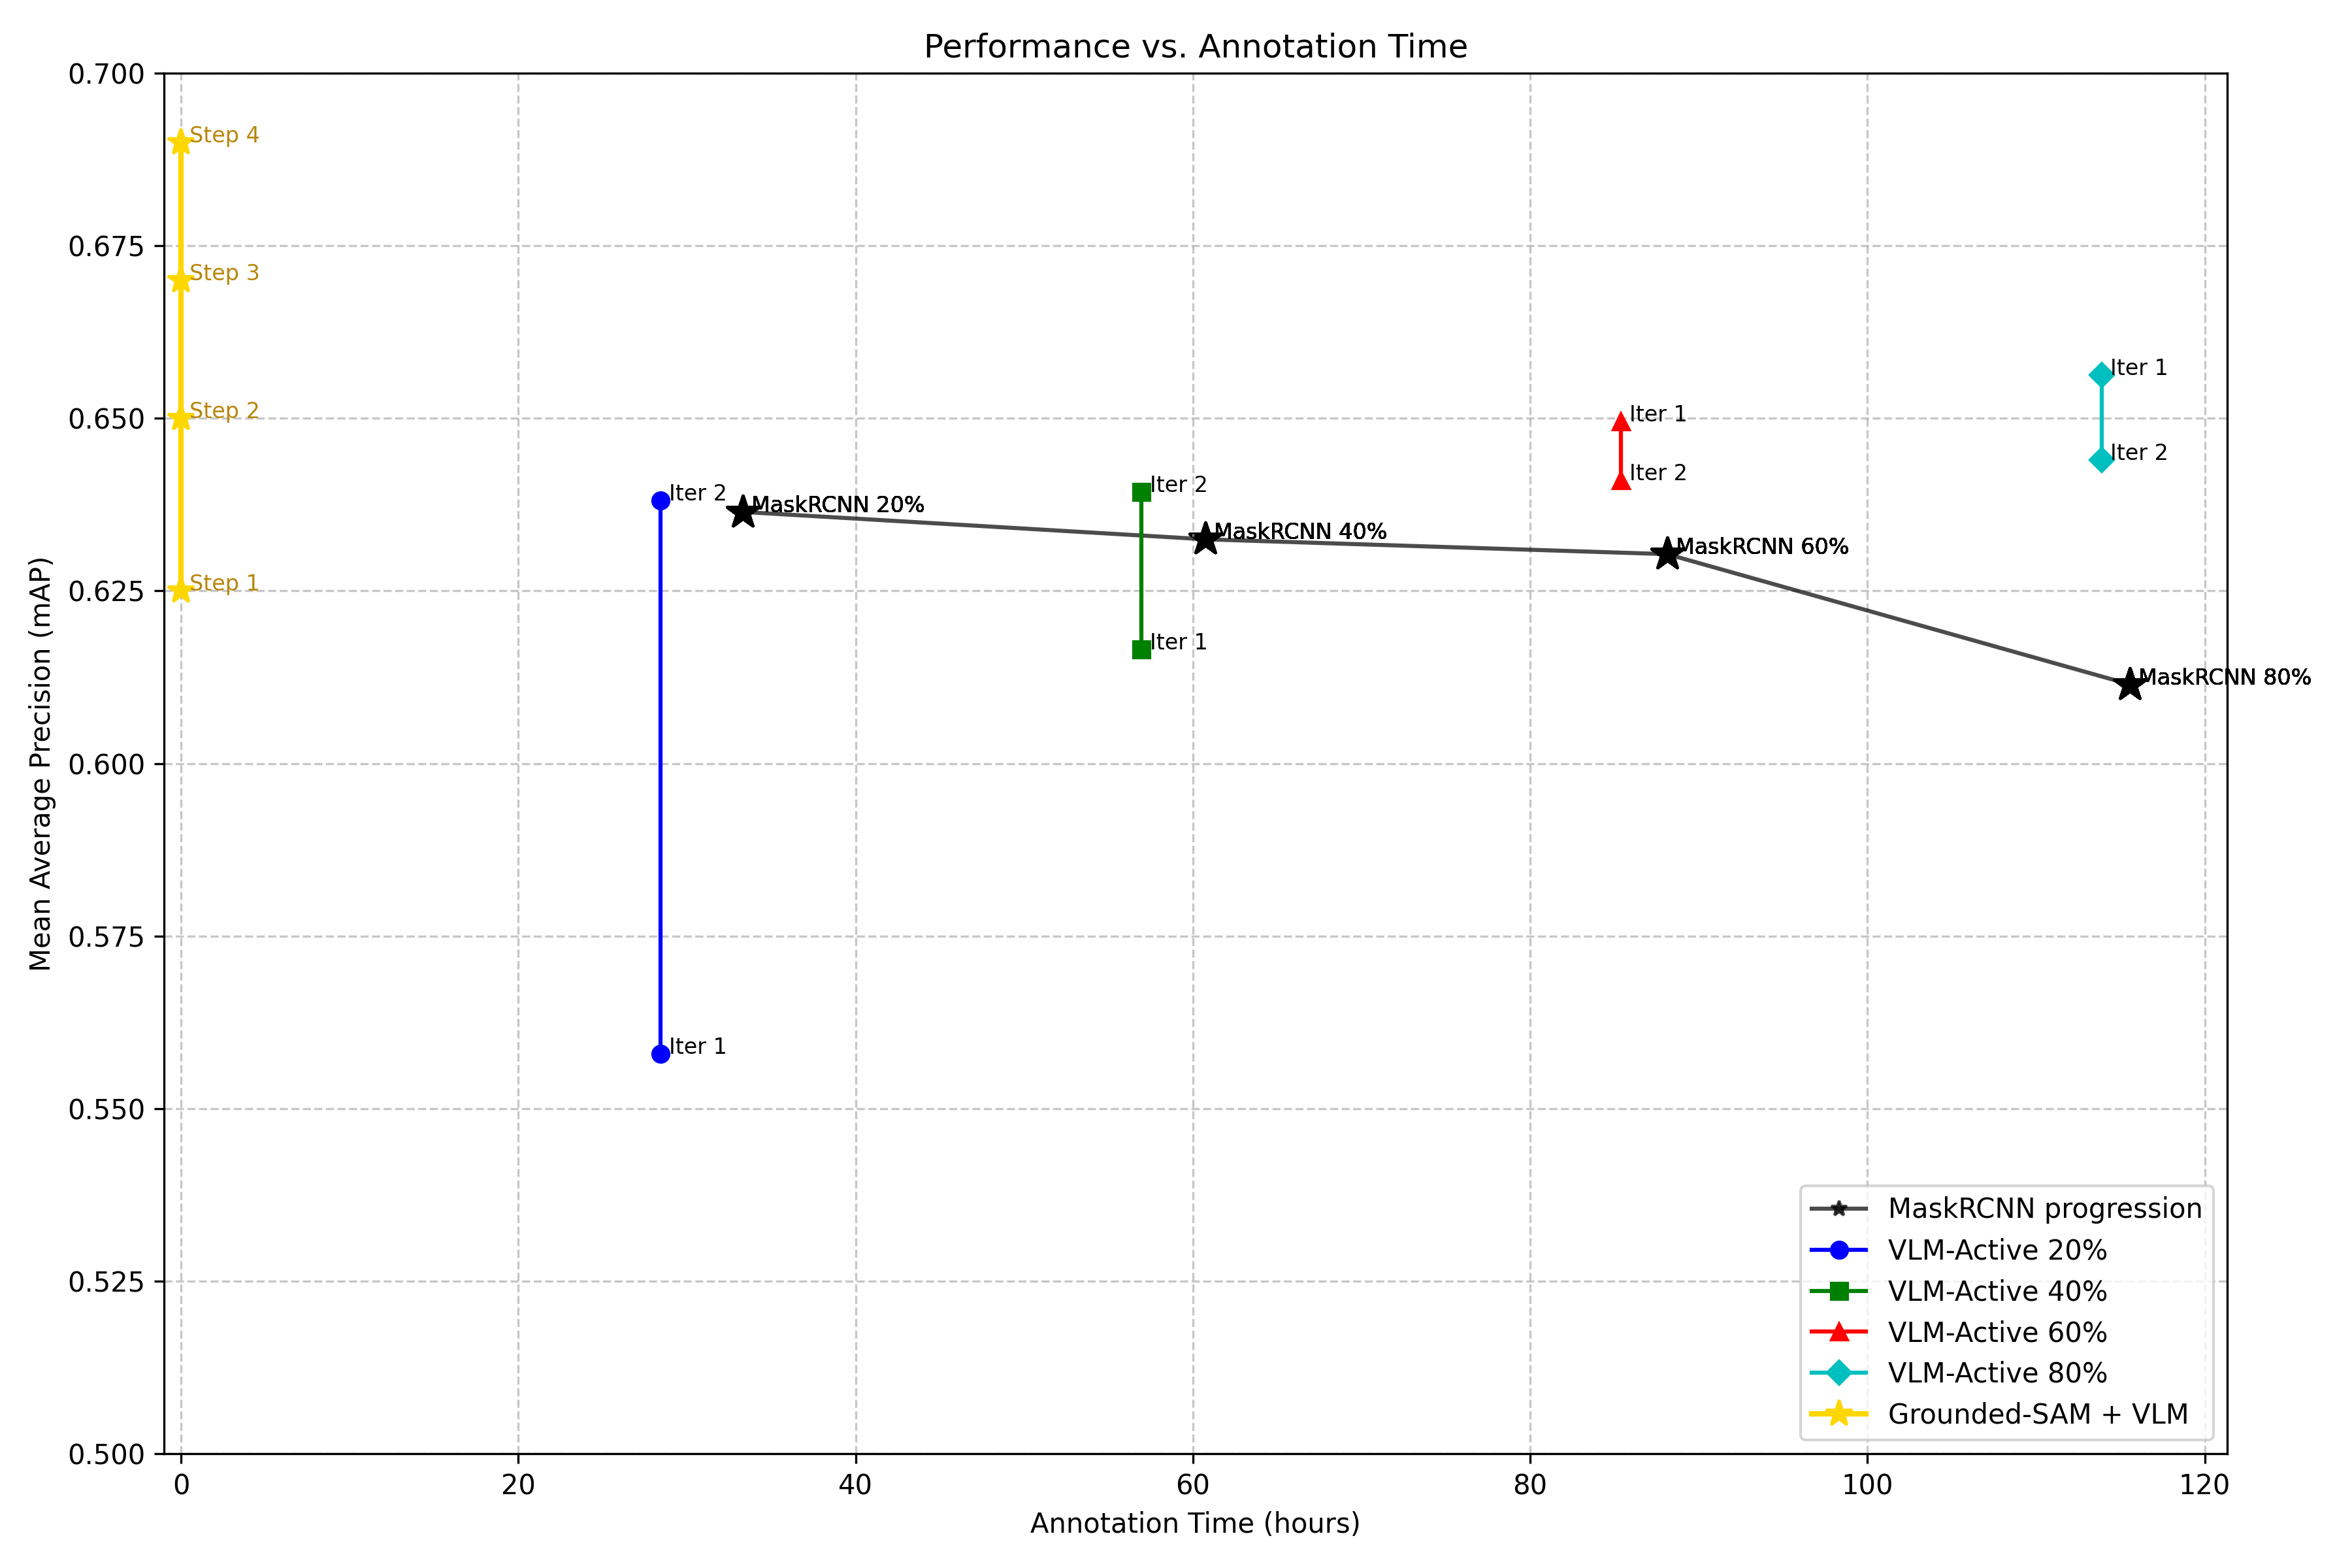 Performance vs. Annotation Time
Mean Average Precision (mAP)
0.700
0.675
0.650
0.625
0.600
0.575
0.550
0.525
0.500
Step 4
Step 3
Step 2
Step 1
Iter 2
Iter 1
MaskRCNN 20%
Iter 2
Iter 1
MaskRCNN 40%
Iter 1
Iter 2
MaskRCNN 60%
Iter 1
Iter 2
MaskRCNN 80%
MaskRCNN progression
VLM-Active 20%
VLM-Active 40%
VLM-Active 60%
VLM-Active 80%
Grounded-SAM + VLM
0
20
40
60
80
100
120
Annotation Time (hours)